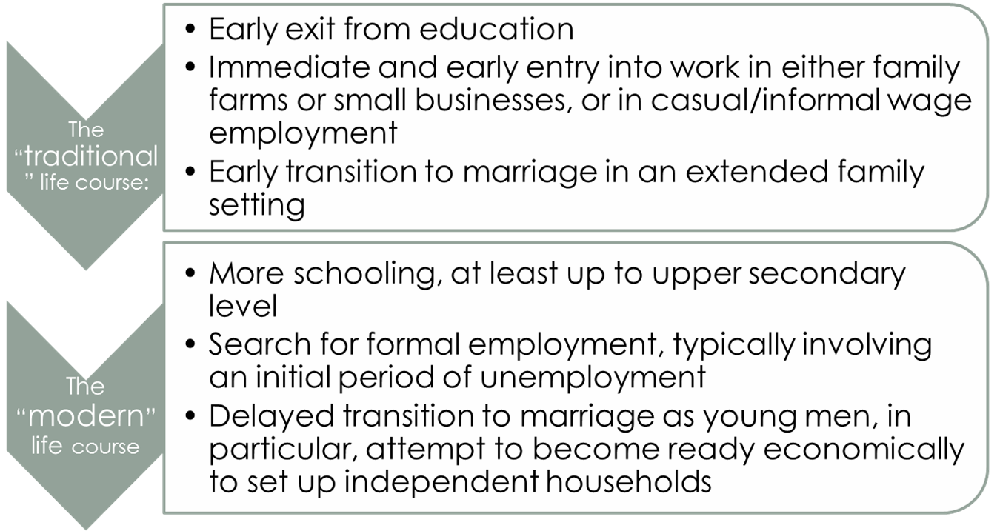 The
“traditional
” life course:
• Early exit from education
• Immediate and early entry into work in either family
farms or small businesses, or in casual/informal wage
employment
• Early transition to marriage in an extended family
setting
The
“modern”
life course
• More schooling, at least up to upper secondary
level
• Search for formal employment, typically involving
an initial period of unemployment
• Delayed transition to marriage as young men, in
particular, attempt to become ready economically
to set up independent households